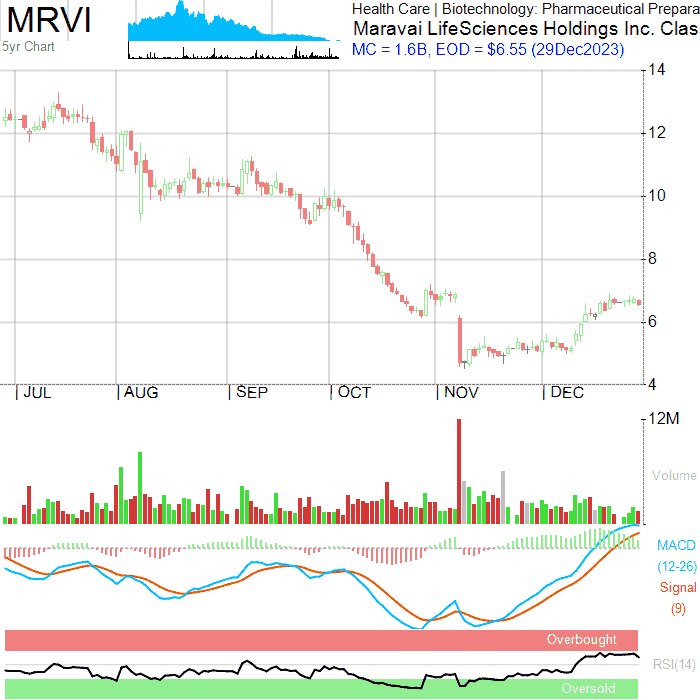 MRVI
5yr Chart
Health Care | Biotechnology: Pharmaceutical Prepara
Maravai LifeSciences Holdings Inc. Clas
MC = 1.6B, EOD = $6.55 (29Dec2023)
14
12
10
8
6
4
JUL AUG SEP OCT NOV DEC
12M
Volume
MACD
(12-26)
Signal
(9)
Overbought
RSI(14)
Oversold